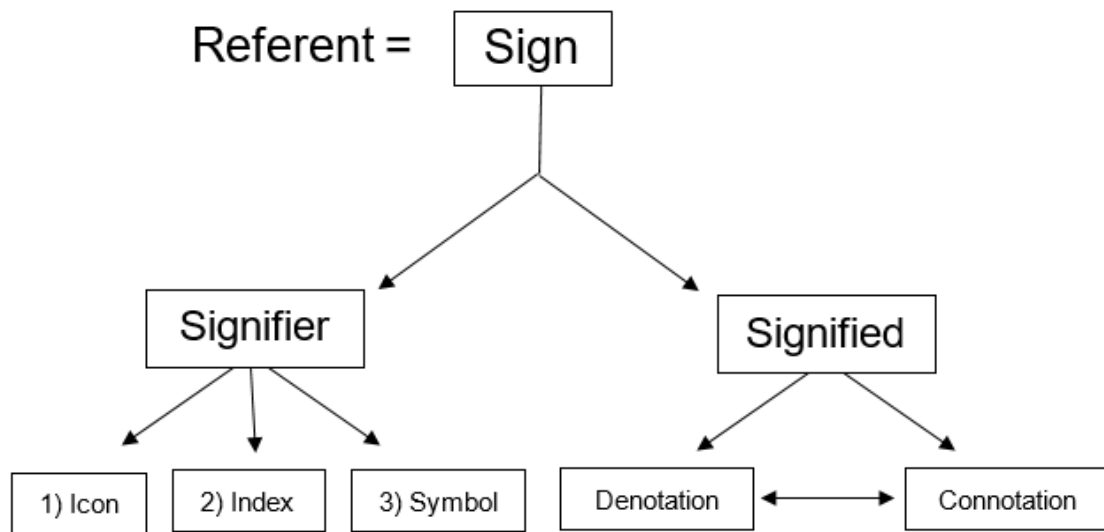 Referent = Sign
Signifier
Signified
1) Icon
2) Index
3) Symbol
Denotation
Connotation